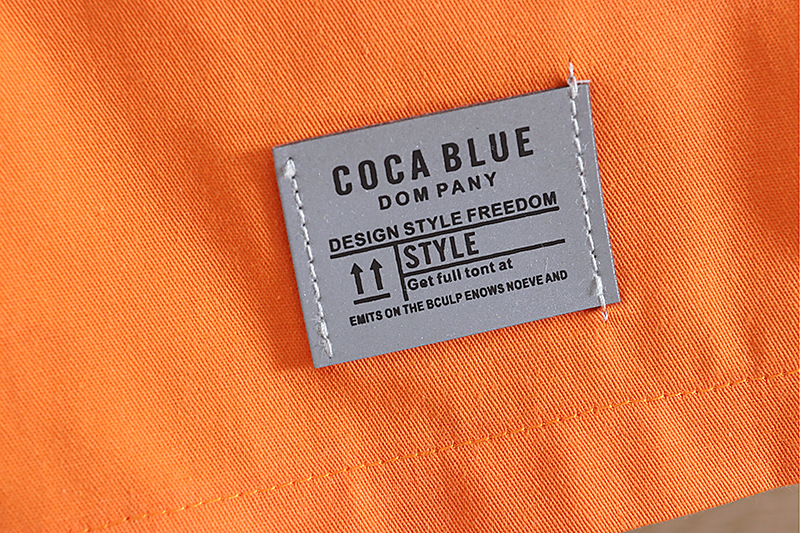 COCA BLUE
DOM PANY
DESIGN STYLE FREEDOM
STYLE
Get full tont at
EMITS ON THE BCULP ENOWS NOEVE AND